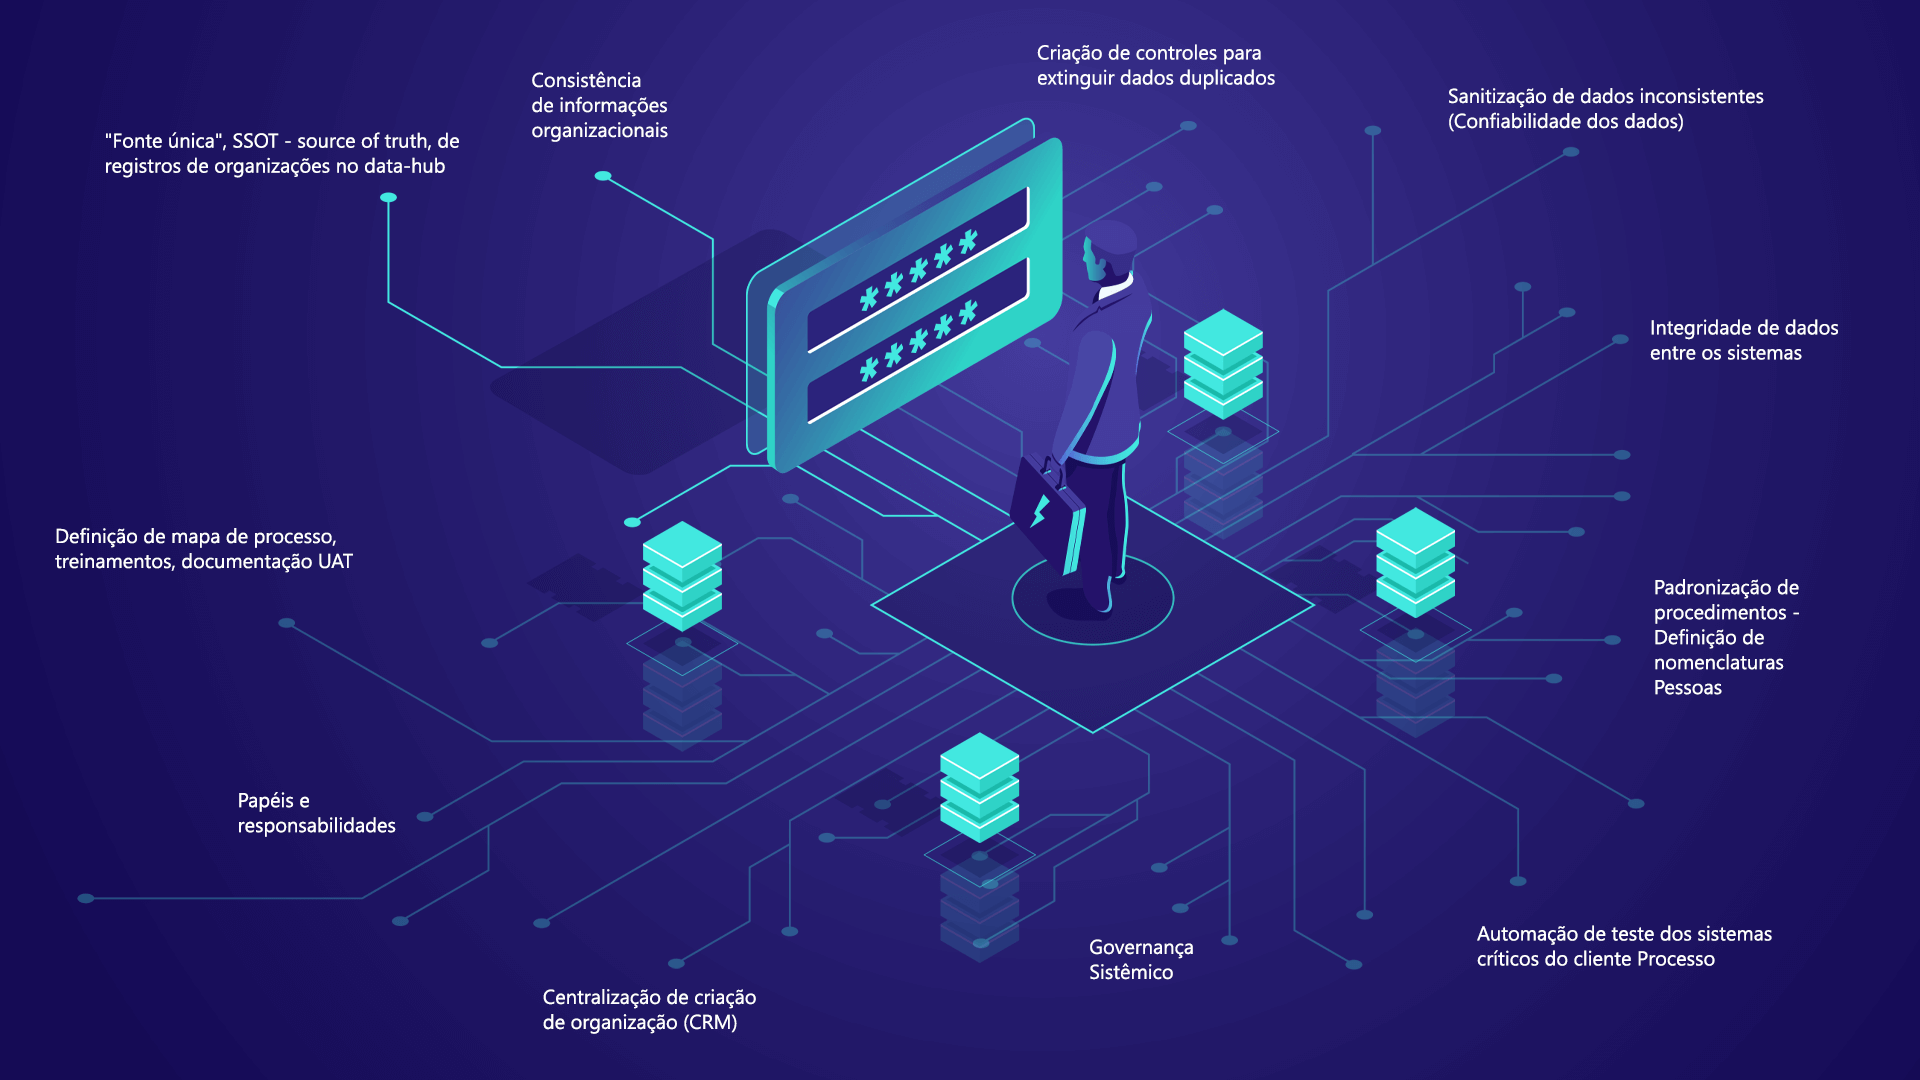 "Fonte única", SSOT - source of truth, de
registros de organizações no data-hub
Consistência
de informações
organizacionais
Criação de controles para
extinguir dados duplicados
Sanitização de dados inconsistentes
(Confiabilidade dos dados)
Integridade de dados
entre os sistemas
Definição de mapa de processo,
treinamentos, documentação UAT
Padronização de
procedimentos -
Definição de
nomenclaturas
Pessoas
Papéis e
responsabilidades
Centralização de criação
de organização (CRM)
Governança
Sistêmico
Automação de teste dos sistemas
críticos do cliente Processo